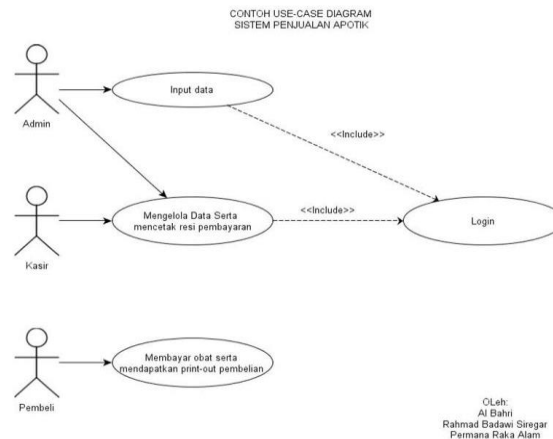 CONTOH USE-CASE DIAGRAM
SISTEM PENJUALAN APOTIK
Input data
Admin
<<Include>>
Mengelola Data Serta
mencetak resi pembayaran
<<Include>>
Login
Kasir
Membayar obat serta
mendapatkan print-out pembelian
Pembeli
OLeh:
Al Bahri
Rahmad Badawi Siregar
Permana Raka Alam